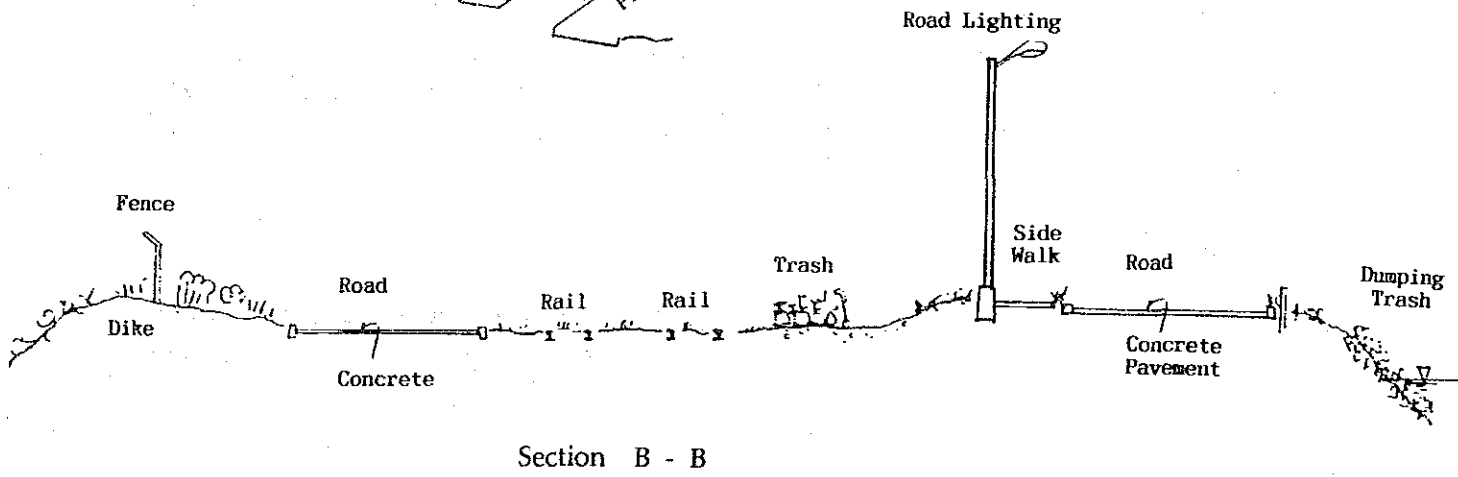 Road Lighting
Fence
Side
Walk
Trash
Road
Road
Dumping
Trash
Rail
Rail
Dike
Concrete
Pavement
Concrete
Section B - B